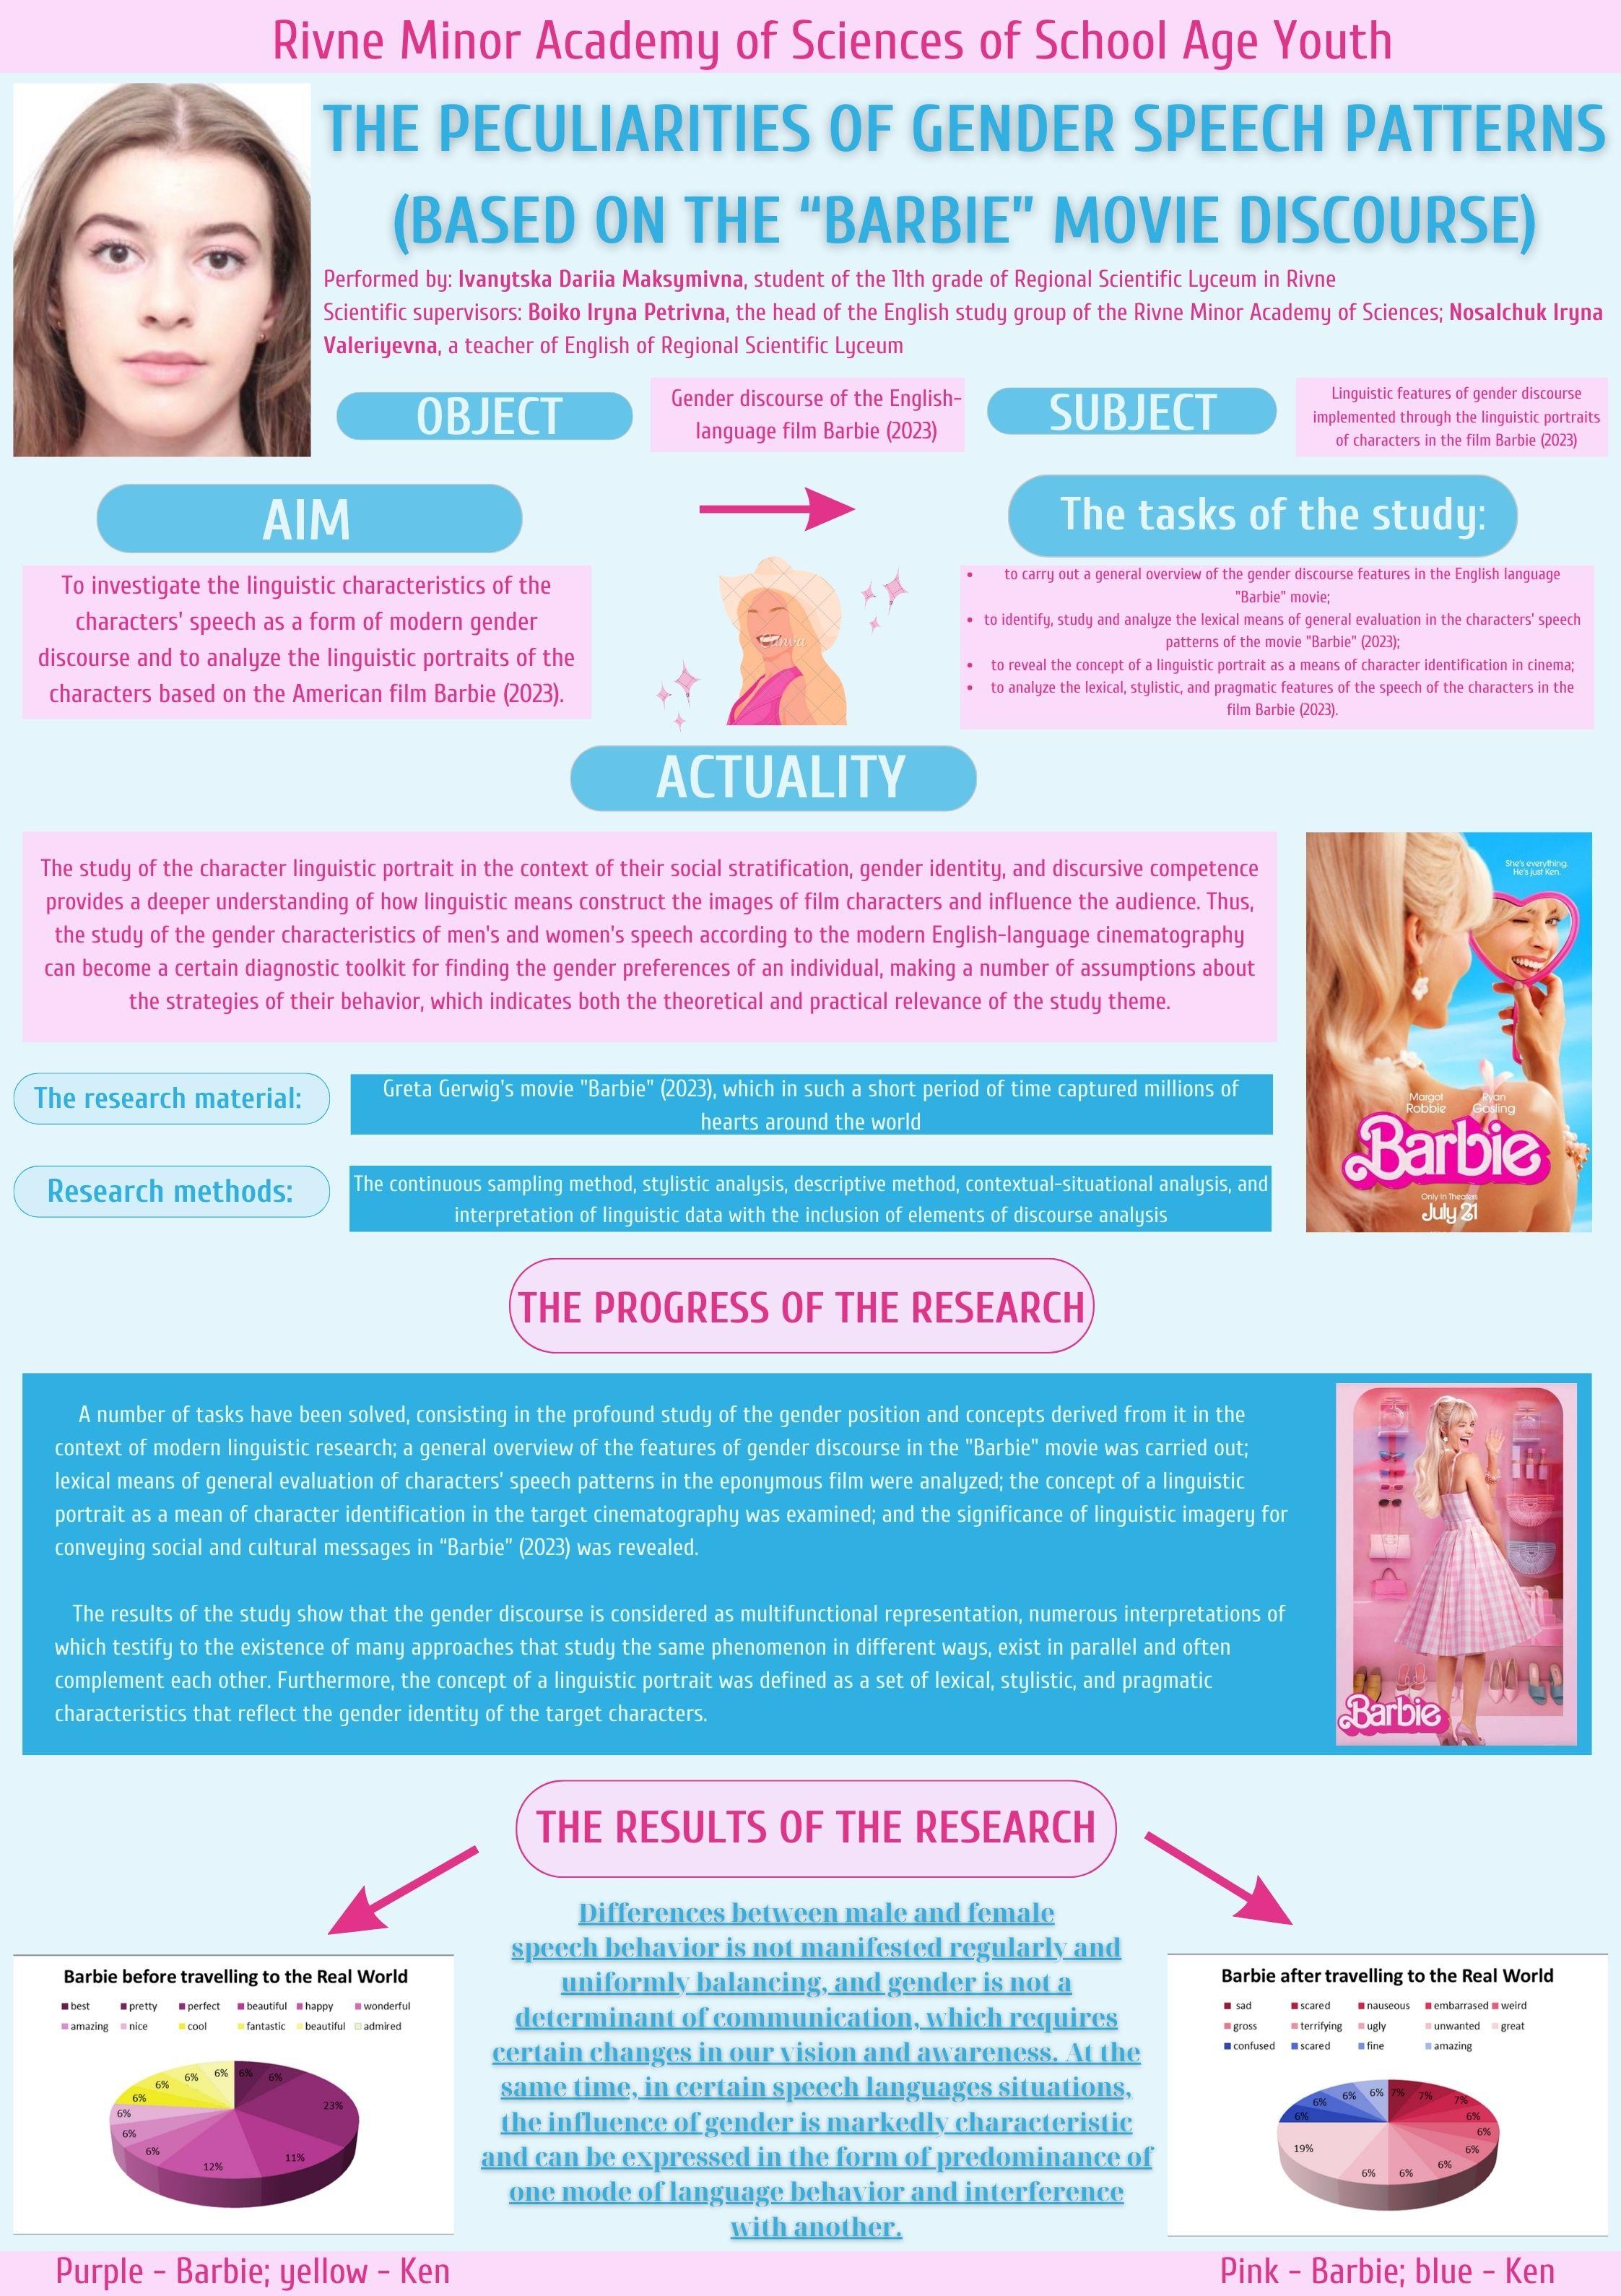 Rivne Minor Academy of Sciences of School Age Youth
THE PECULIARITIES OF GENDER SPEECH PATTERNS
(BASED ON THE “BARBIE” MOVIE DISCOURSE)
Performed by: Ivanytska Dariia Maksymivna, student of the 11th grade of Regional Scientific Lyceum in Rivne
Scientific supervisors: Boiko Iryna Petrivna, the head of the English study group of the Rivne Minor Academy of Sciences; Nosalchuk Iryna
Valeriyevna, a teacher of English of Regional Scientific Lyceum
OBJECT
Gender discourse of the English-
language film Barbie (2023)
SUBJECT
Linguistic features of gender discourse
implemented through the linguistic portraits
of characters in the film Barbie (2023)
AIM
To investigate the linguistic characteristics of the
characters’ speech as a form of modern gender
discourse and to analyze the linguistic portraits of the
characters based on the American film Barbie (2023).
Canva
The tasks of the study:
• to carry out a general overview of the gender discourse features in the English language
"Barbie" movie;
• to identify, study and analyze the lexical means of general evaluation in the characters’ speech
patterns of the movie "Barbie" (2023);
• to reveal the concept of a linguistic portrait as a means of character identification in cinema;
• to analyze the lexical, stylistic, and pragmatic features of the speech of the characters in the
film Barbie (2023).
ACTUALITY
The study of the character linguistic portrait in the context of their social stratification, gender identity, and discursive competence
provides a deeper understanding of how linguistic means construct the images of film characters and influence the audience. Thus,
the study of the gender characteristics of men's and women's speech according to the modern English-language cinematography
can become a certain diagnostic toolkit for finding the gender preferences of an individual, making a number of assumptions about
the strategies of their behavior, which indicates both the theoretical and practical relevance of the study theme.
She's everything.
He's just Ken.
Margot Ryan
Robbie Gosling
Barbie
Only In Theaters
July 21
The research material:
Greta Gerwig's movie "Barbie" (2023), which in such a short period of time captured millions of
hearts around the world
Research methods:
The continuous sampling method, stylistic analysis, descriptive method, contextual-situational analysis, and
interpretation of linguistic data with the inclusion of elements of discourse analysis
THE PROGRESS OF THE RESEARCH
A number of tasks have been solved, consisting in the profound study of the gender position and concepts derived from it in the
context of modern linguistic research; a general overview of the features of gender discourse in the "Barbie" movie was carried out;
lexical means of general evaluation of characters’ speech patterns in the eponymous film were analyzed; the concept of a linguistic
portrait as a mean of character identification in the target cinematography was examined; and the significance of linguistic imagery for
conveying social and cultural messages in “Barbie” (2023) was revealed.
The results of the study show that the gender discourse is considered as multifunctional representation, numerous interpretations of
which testify to the existence of many approaches that study the same phenomenon in different ways, exist in parallel and often
complement each other. Furthermore, the concept of a linguistic portrait was defined as a set of lexical, stylistic, and pragmatic
characteristics that reflect the gender identity of the target characters.
Barbie
THE RESULTS OF THE RESEARCH
Barbie before travelling to the Real World
best pretty perfect beautiful happy wonderful
amazing nice cool fantastic beautiful admired
6% 6% 23% 11% 12% 6% 6% 6% 6% 6% 6% 6%
Differences between male and female
speech behavior is not manifested regularly and
uniformly balancing, and gender is not a
determinant of communication, which requires
certain changes in our vision and awareness. At the
same time, in certain speech languages situations,
the influence of gender is markedly characteristic
and can be expressed in the form of predominance of
one mode of language behavior and interference
with another.
Barbie after travelling to the Real World
sad scared nauseous embarrased weird
gross terrifying ugly unwanted great
confused scared fine amazing
7% 7% 7% 6% 6% 6% 6% 6% 6% 19% 6% 6% 6% 6%
Purple - Barbie; yellow - Ken
Pink - Barbie; blue - Ken